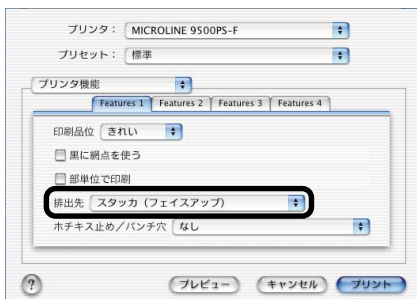 プリンタ： MICROLINE 9500PS-F
プリセット： 標準
プリンタ機能
Features 1 Features 2 Features 3 Features 4
印刷品位 きれい
黒に網点を使う
部単位で印刷
排出先 スタッカ（フェイスアップ）
ホチキス止め／パンチ穴 なし
? プレビュー キャンセル プリント